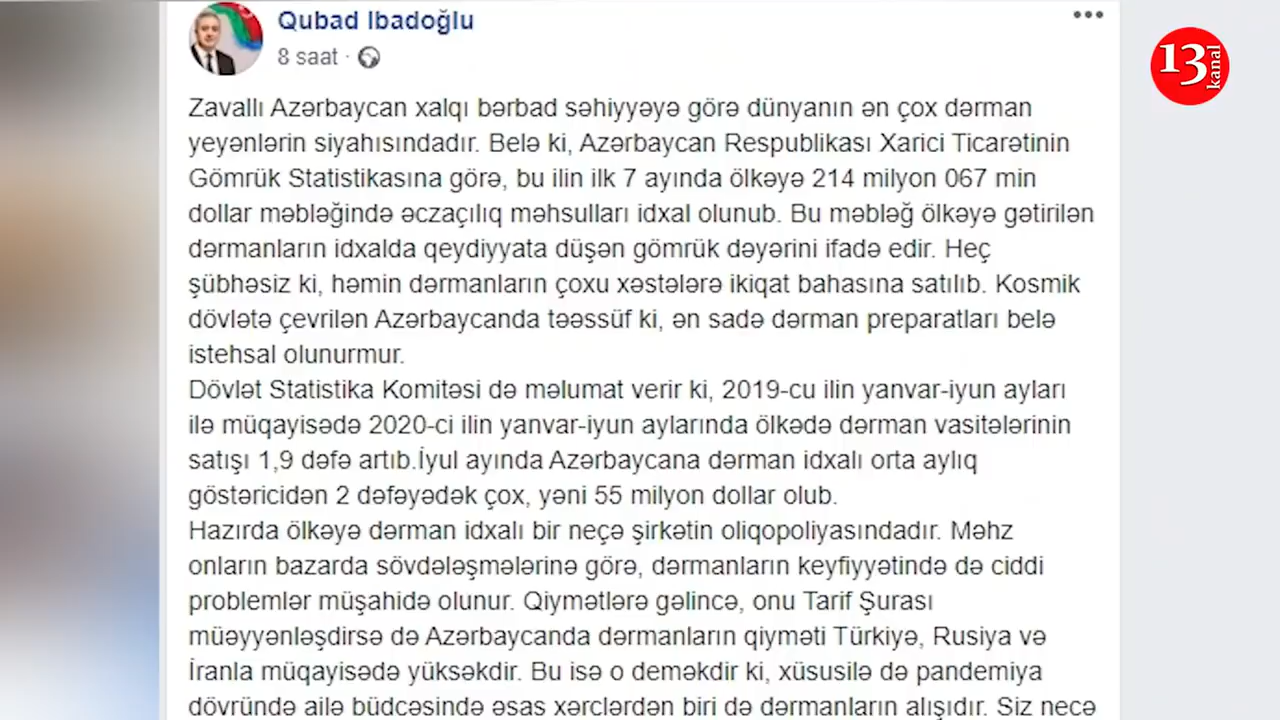 Qubad Ibadoğlu
8 saat ·
13 kanal
Zavallı Azərbaycan xalqı bərbad səhiyyəyə görə dünyanın ən çox dərman
yeyənlərin siyahısındadır. Belə ki, Azərbaycan Respublikası Xarici Ticarətinin
Gömrük Statistikasına görə, bu ilin ilk 7 ayında ölkəyə 214 milyon 067 min
dollar məbləğində əczaçılıq məhsulları idxal olunub. Bu məbləğ ölkəyə gətirilən
dərmanların idxalda qeydiyyata düşən gömrük dəyərini ifadə edir. Heç
şübhəsiz ki, həmin dərmanların çoxu xəstələrə ikiqat bahasına satılıb. Kosmik
dövlətə çevrilən Azərbaycanda təəssüf ki, ən sadə dərman preparatları belə
istehsal olunurmur.
Dövlət Statistika Komitəsi də məlumat verir ki, 2019-cu ilin yanvar-iyun ayları
ilə müqayisədə 2020-ci ilin yanvar-iyun aylarında ölkədə dərman vasitələrinin
satışı 1,9 dəfə artıb.İyul ayında Azərbaycana dərman idxalı orta aylıq
göstəricidən 2 dəfəyədək çox, yəni 55 milyon dollar olub.
Hazırda ölkəyə dərman idxalı bir neçə şirkətin oliqopoliyasındadır. Məhz
onların bazarda sövdələşmələrinə görə, dərmanların keyfiyyətində də ciddi
problemlər müşahidə olunur. Qiymətlərə gəlincə, onu Tarif Şurası
müəyyənləşdirsə də Azərbaycanda dərmanların qiyməti Türkiyə, Rusiya və
İranla müqayisədə yüksəkdir. Bu isə o deməkdir ki, xüsusilə də pandemiya
dövründə ailə büdcəsində əsas xərclərdən biri də dərmanların alışıdır. Siz necə